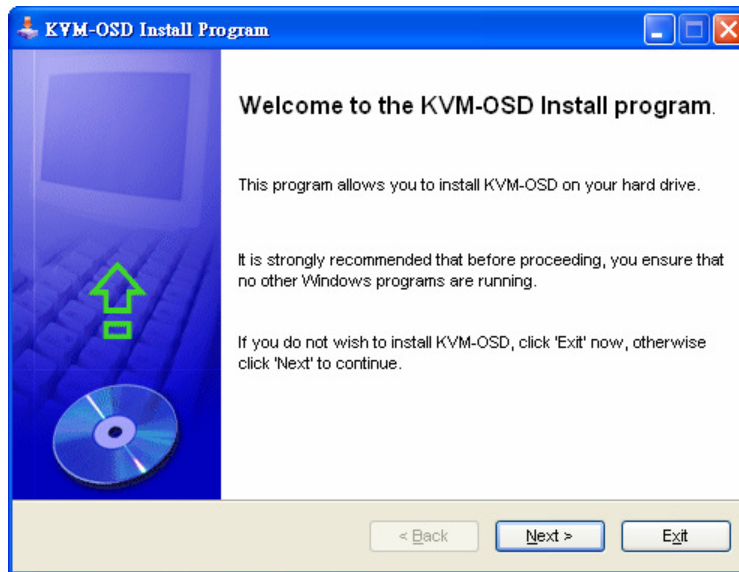 KVM-OSD Install Program
Welcome to the KVM-OSD Install program.
This program allows you to install KVM-OSD on your hard drive.
It is strongly recommended that before proceeding, you ensure that
no other Windows programs are running.
If you do not wish to install KVM-OSD, click 'Exit' now, otherwise
click 'Next' to continue.
< Back Next > Exit